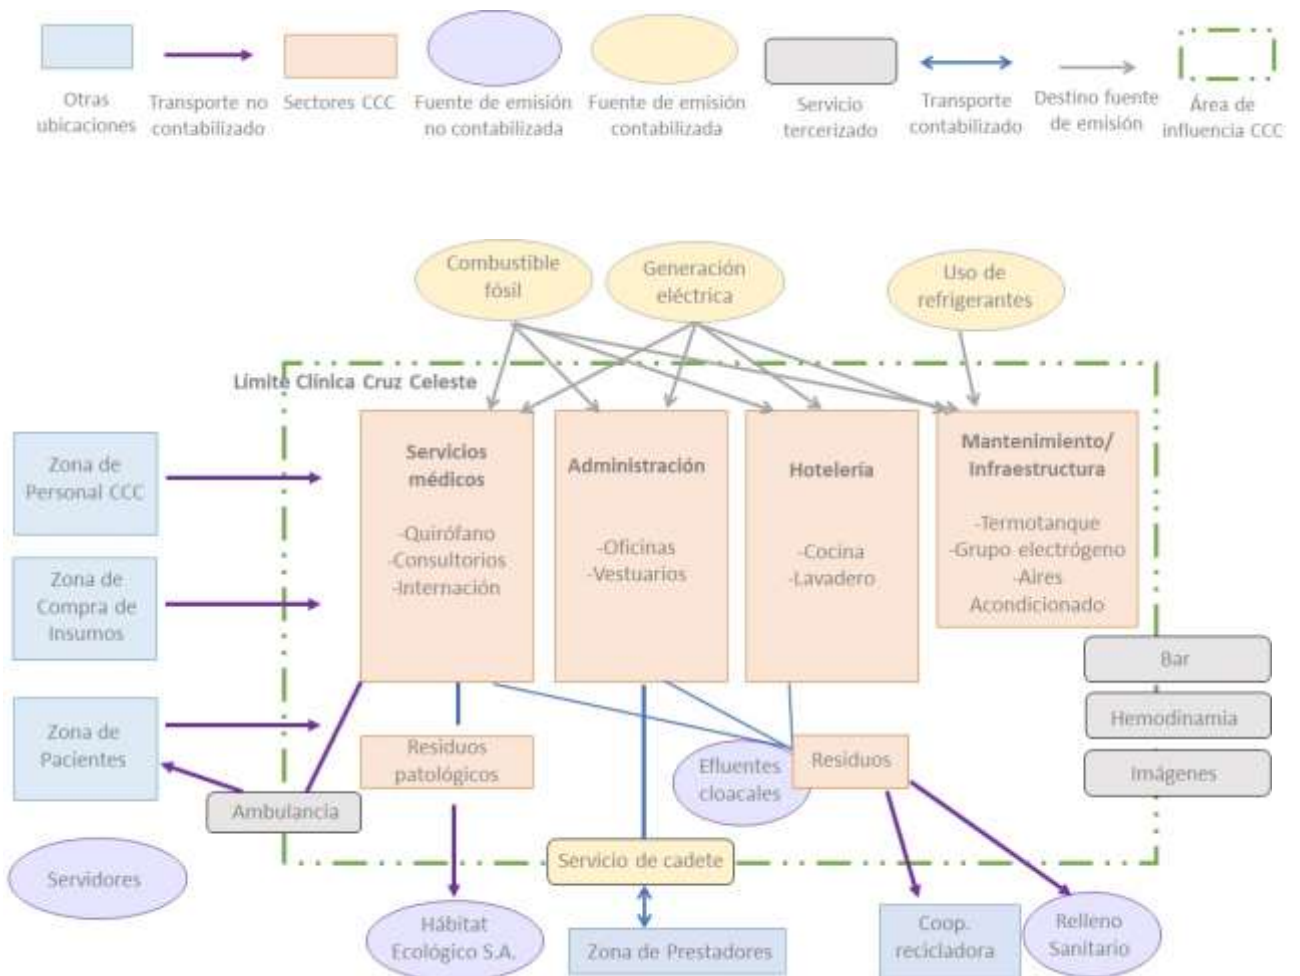 Otras
ubicaciones
Transporte no
contabilizado
Sectores CCC
Fuente de emisión
no contabilizada
Fuente de emisión
contabilizada
Servicio
tercerizado
Transporte
contabilizado
Destino fuente
de emisión
Área de
influencia CCC
Combustible
fósil
Generación
eléctrica
Uso de
refrigerantes
Límite Clínica Cruz Celeste
Zona de
Personal CCC
Servicios
médicos
-Quirófano
-Consultorios
-Internación
Administración
-Oficinas
-Vestuarios
Hotelería
-Cocina
-Lavadero
Mantenimiento/
Infraestructura
-Termotanque
-Grupo electrógeno
-Aires
Acondicionado
Zona de
Compra de
Insumos
Bar
Hemodinamia
Imágenes
Zona de
Pacientes
Residuos
patológicos
Efluentes
cloacales
Residuos
Ambulancia
Servicio de cadete
Servidores
Hábitat
Ecológico S.A.
Zona de Prestadores
Coop.
recicladora
Relleno
Sanitario